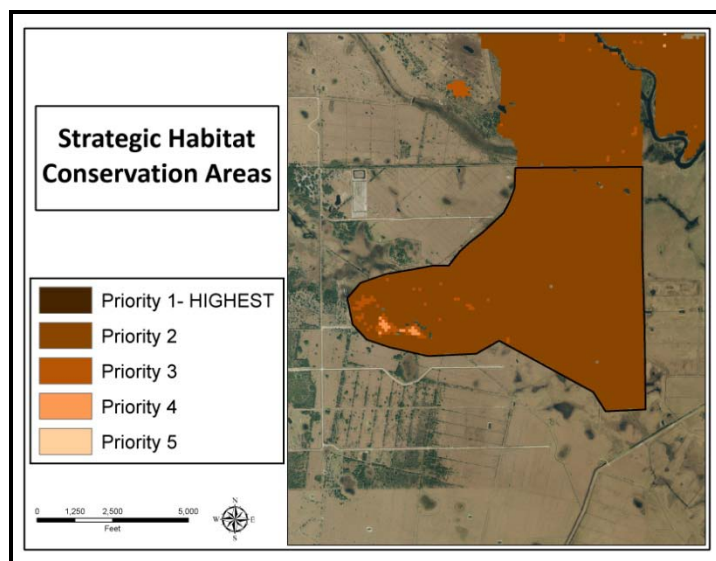 Strategic Habitat
Conservation Areas
Priority 1- HIGHEST
Priority 2
Priority 3
Priority 4
Priority 5
0 1,250 2,500 5,000
Feet
N
W E
S